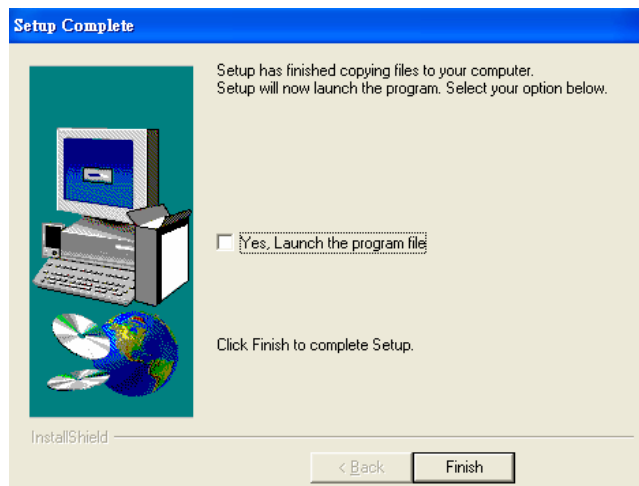 Setup Complete
Setup has finished copying files to your computer.
Setup will now launch the program. Select your option below.
Yes, Launch the program file
Click Finish to complete Setup.
InstallShield
< Back
Finish